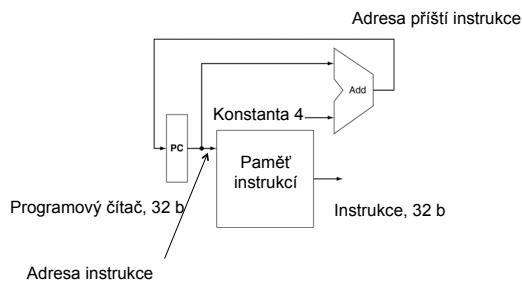 Adresa příští instrukce
Add
Konstanta 4
PC
Paměť
instrukcí
Programový čítač, 32 b
Instrukce, 32 b
Adresa instrukce